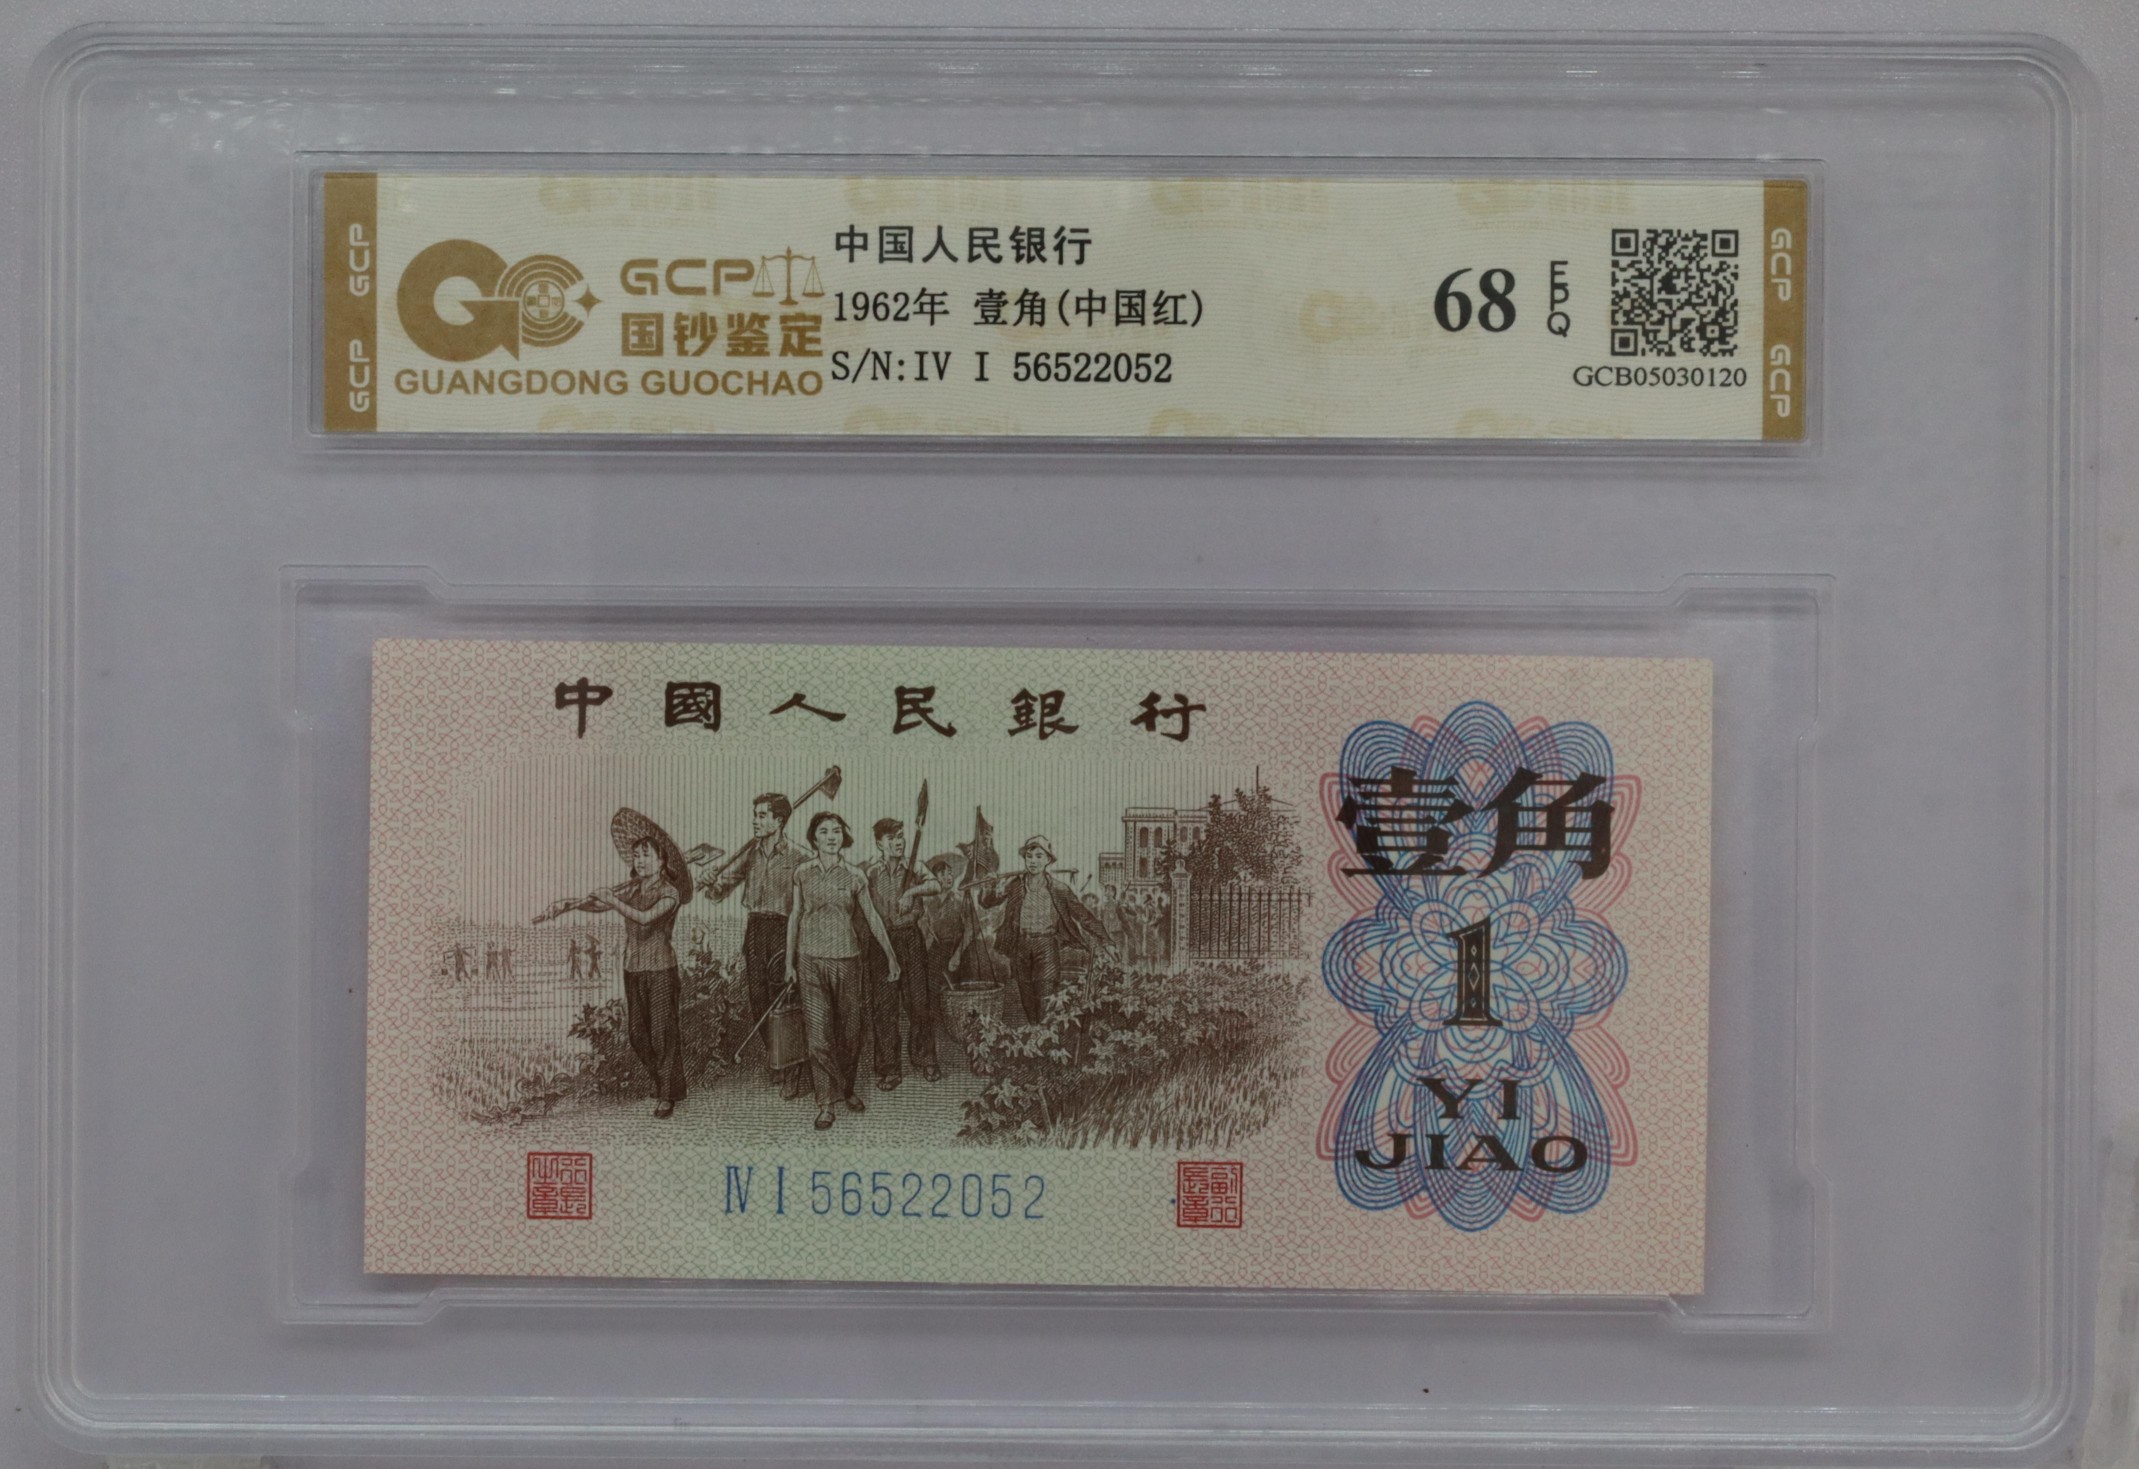 GCP GCP
GCP
国钞鉴定
GUANGDONG GUOCHAO
中国人民银行
1962年 壹角(中国红)
S/N:IV I 56522052
68 EPQ
GCB05030120
GCP GCP
中國人民銀行
壹角
1
YI
JIAO
Ⅳ Ⅰ 56522052